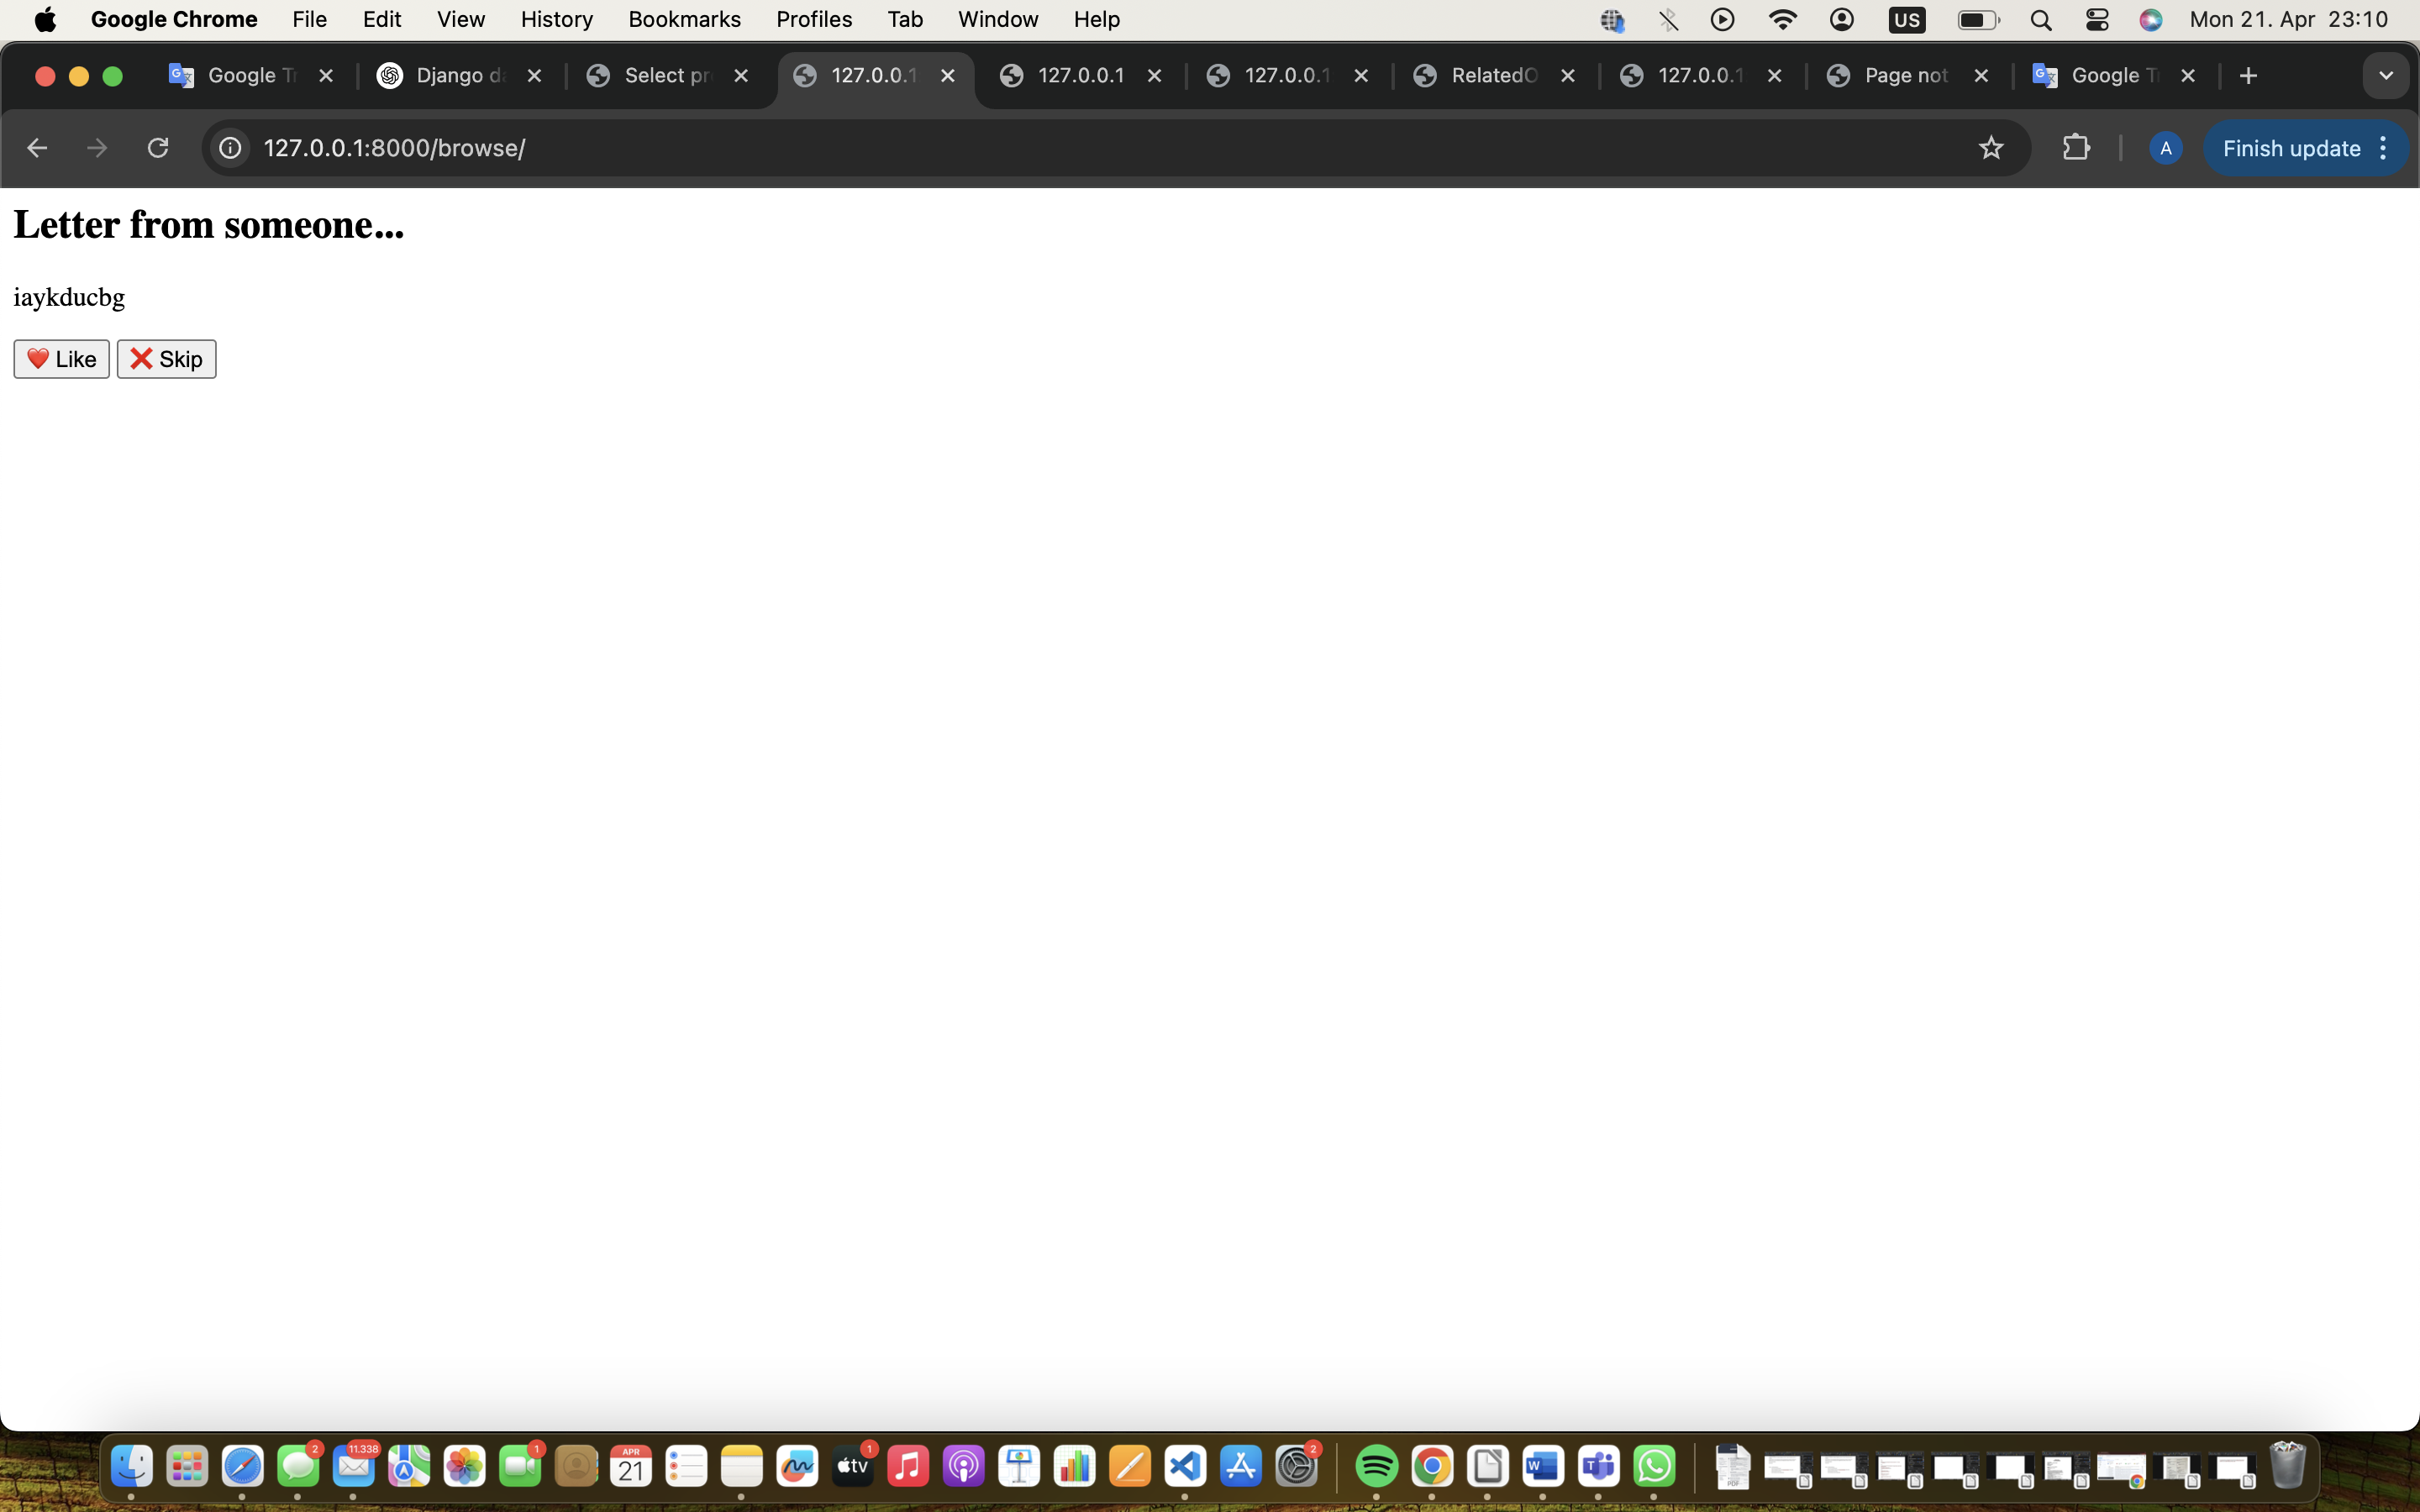 Google Chrome File Edit View History Bookmarks Profiles Tab Window Help US Mon 21. Apr 23:10
Google Tr Django da Select pr 127.0.0.1 127.0.0.1 127.0.0.1 RelatedO 127.0.0.1 Page not Google Tr
127.0.0.1:8000/browse/ A Finish update
Letter from someone...
iaykducbg
Like Skip
2 11.338 1 APR 21 tv 1 2 W T PDF